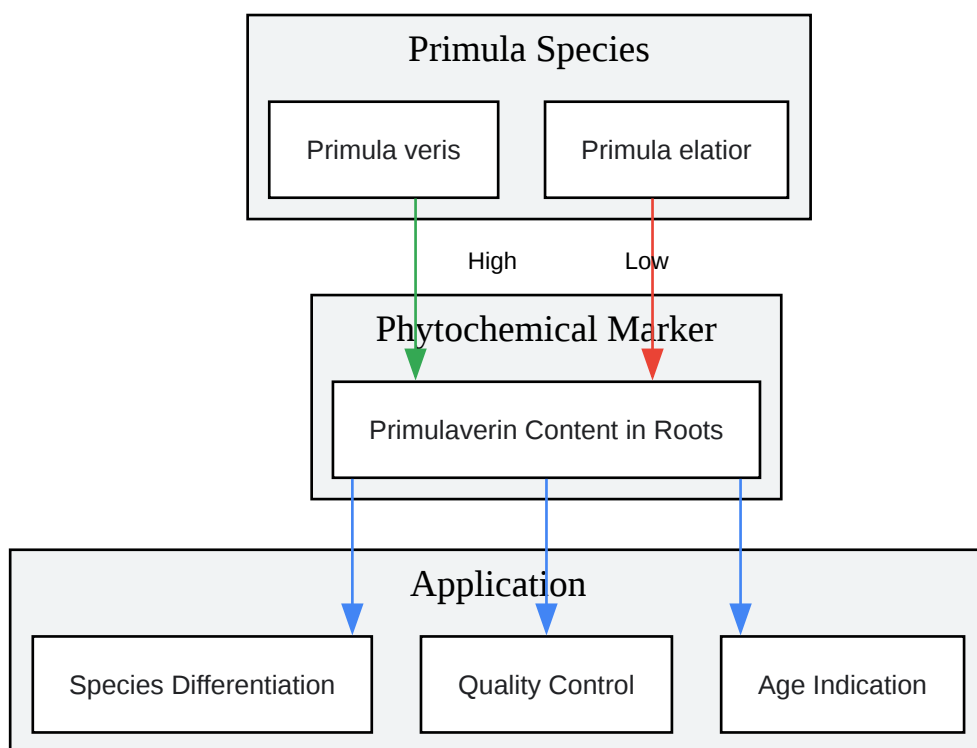 Primula Species
Primula veris
Primula elatior
High
Low
Phytochemical Marker
Primulaverin Content in Roots
Application
Species Differentiation
Quality Control
Age Indication